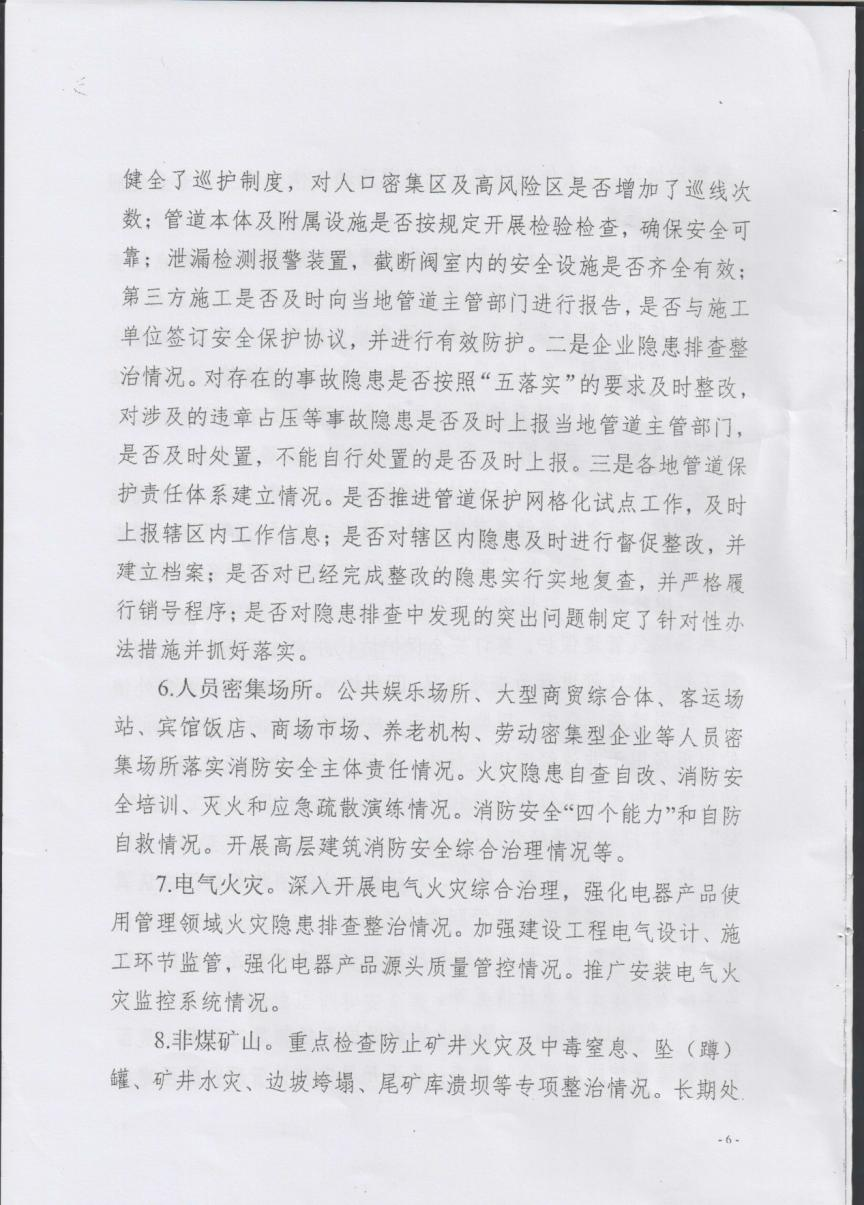 健全了巡护制度，对人口密集区及高风险区是否增加了巡线次
数；管道本体及附属设施是否按规定开展检验检查，确保安全可
靠；泄漏检测报警装置，截断阀室内的安全设施是否齐全有效；
第三方施工是否及时向当地管道主管部门进行报告，是否与施工
单位签订安全保护协议，并进行有效防护。二是企业隐患排查整
治情况。对存在的事故隐患是否按照“五落实”的要求及时整改，
对涉及的违章占压等事故隐患是否及时上报当地管道主管部门，
是否及时处置，不能自行处置的是否及时上报。三是各地管道保
护责任体系建立情况。是否推进管道保护网格化试点工作，及时
上报辖区内工作信息；是否对辖区内隐患及时进行督促整改，并
建立档案；是否对已经完成整改的隐患实行实地复查，并严格履
行销号程序；是否对隐患排查中发现的突出问题制定了针对性办
法措施并抓好落实。
6.人员密集场所。公共娱乐场所、大型商贸综合体、客运场
站、宾馆饭店、商场市场、养老机构、劳动密集型企业等人员密
集场所落实消防安全主体责任情况。火灾隐患自查自改、消防安
全培训、灭火和应急疏散演练情况。消防安全“四个能力”和自防
自救情况。开展高层建筑消防安全综合治理情况等。
7.电气火灾。深入开展电气火灾综合治理，强化电器产品使
用管理领域火灾隐患排查整治情况。加强建设工程电气设计、施
工环节监管，强化电器产品源头质量管控情况。推广安装电气火
灾监控系统情况。
8.非煤矿山。重点检查防止矿井火灾及中毒窒息、坠（蹲）
罐、矿井水灾、边坡垮塌、尾矿库溃坝等专项整治情况。长期处
- 6 -